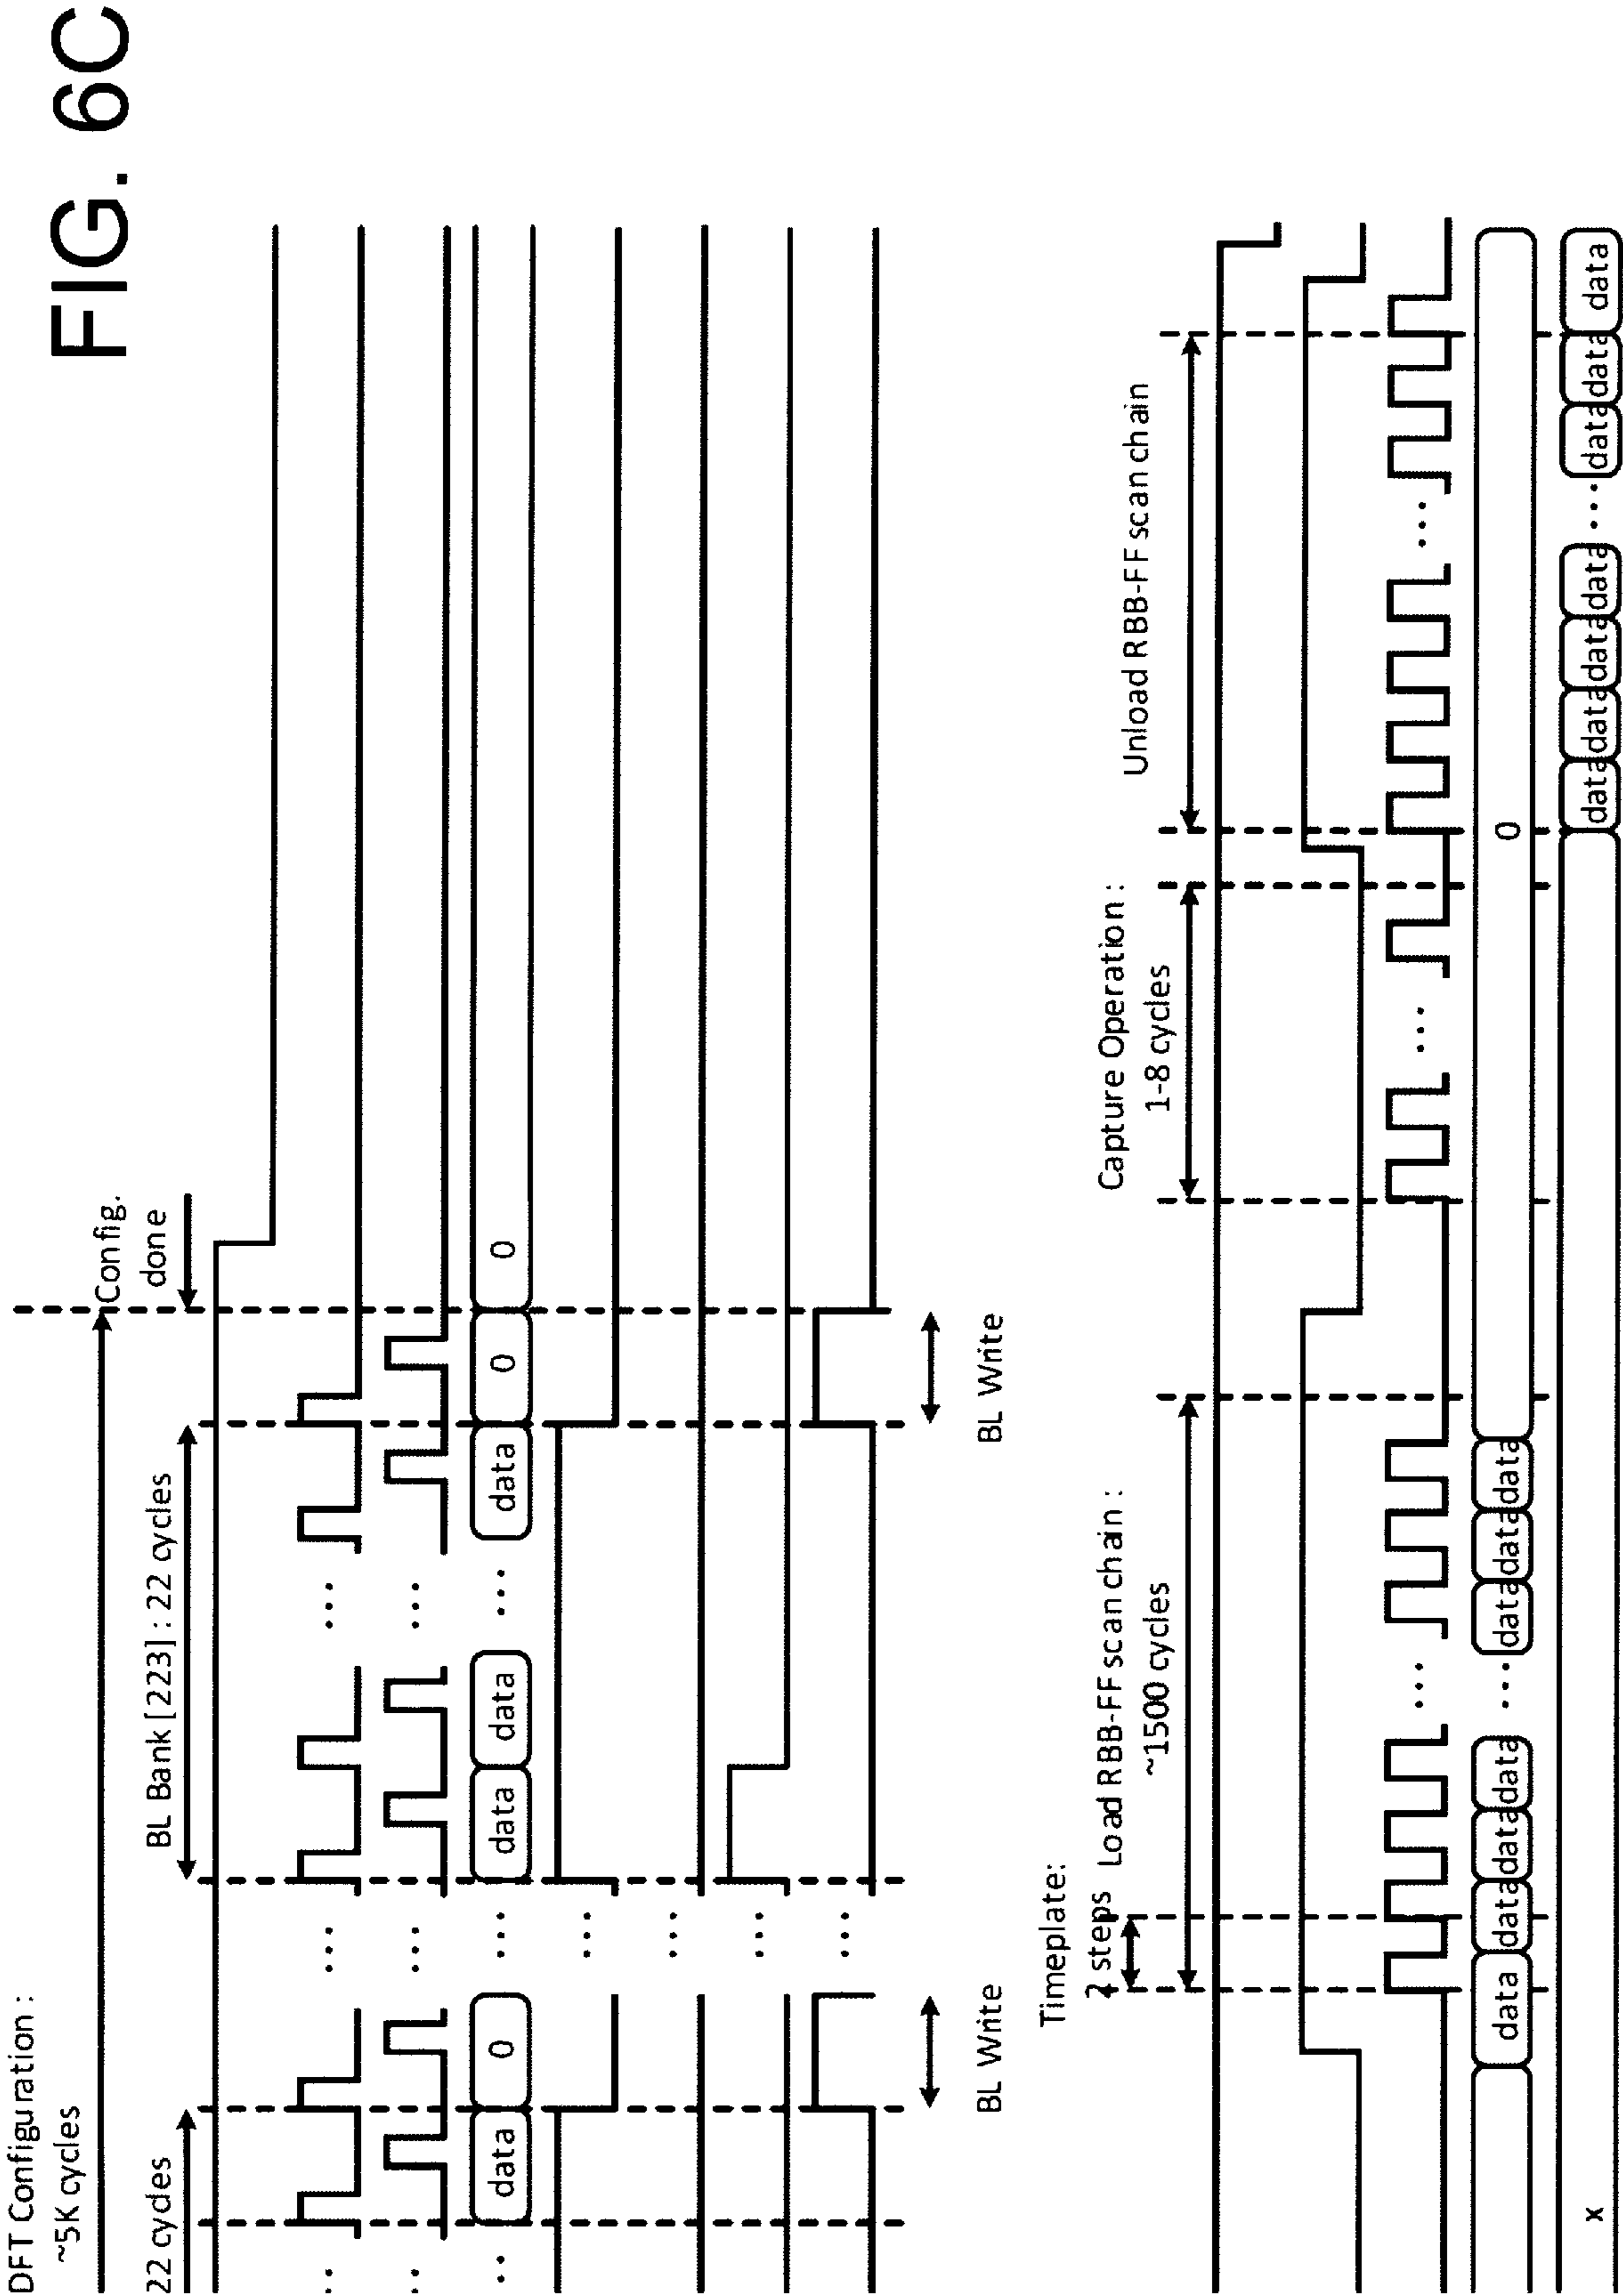 FIG. 6C
DFT Configuration :
~5K cycles
Config.
done
22 cycles
BL Bank [223] : 22 cycles
.. ... ...
.. ... ...
.. data 0 ... data data ... data 0 0
...
...
...
...
BL Write
BL Write
Timeplate:
2 steps
Load RBB-FF scan chain :
~1500 cycles
Capture Operation :
1-8 cycles
Unload RBB-FF scan chain
... ... ...
data data data data ... data data data 0
x data data data data ... data data data